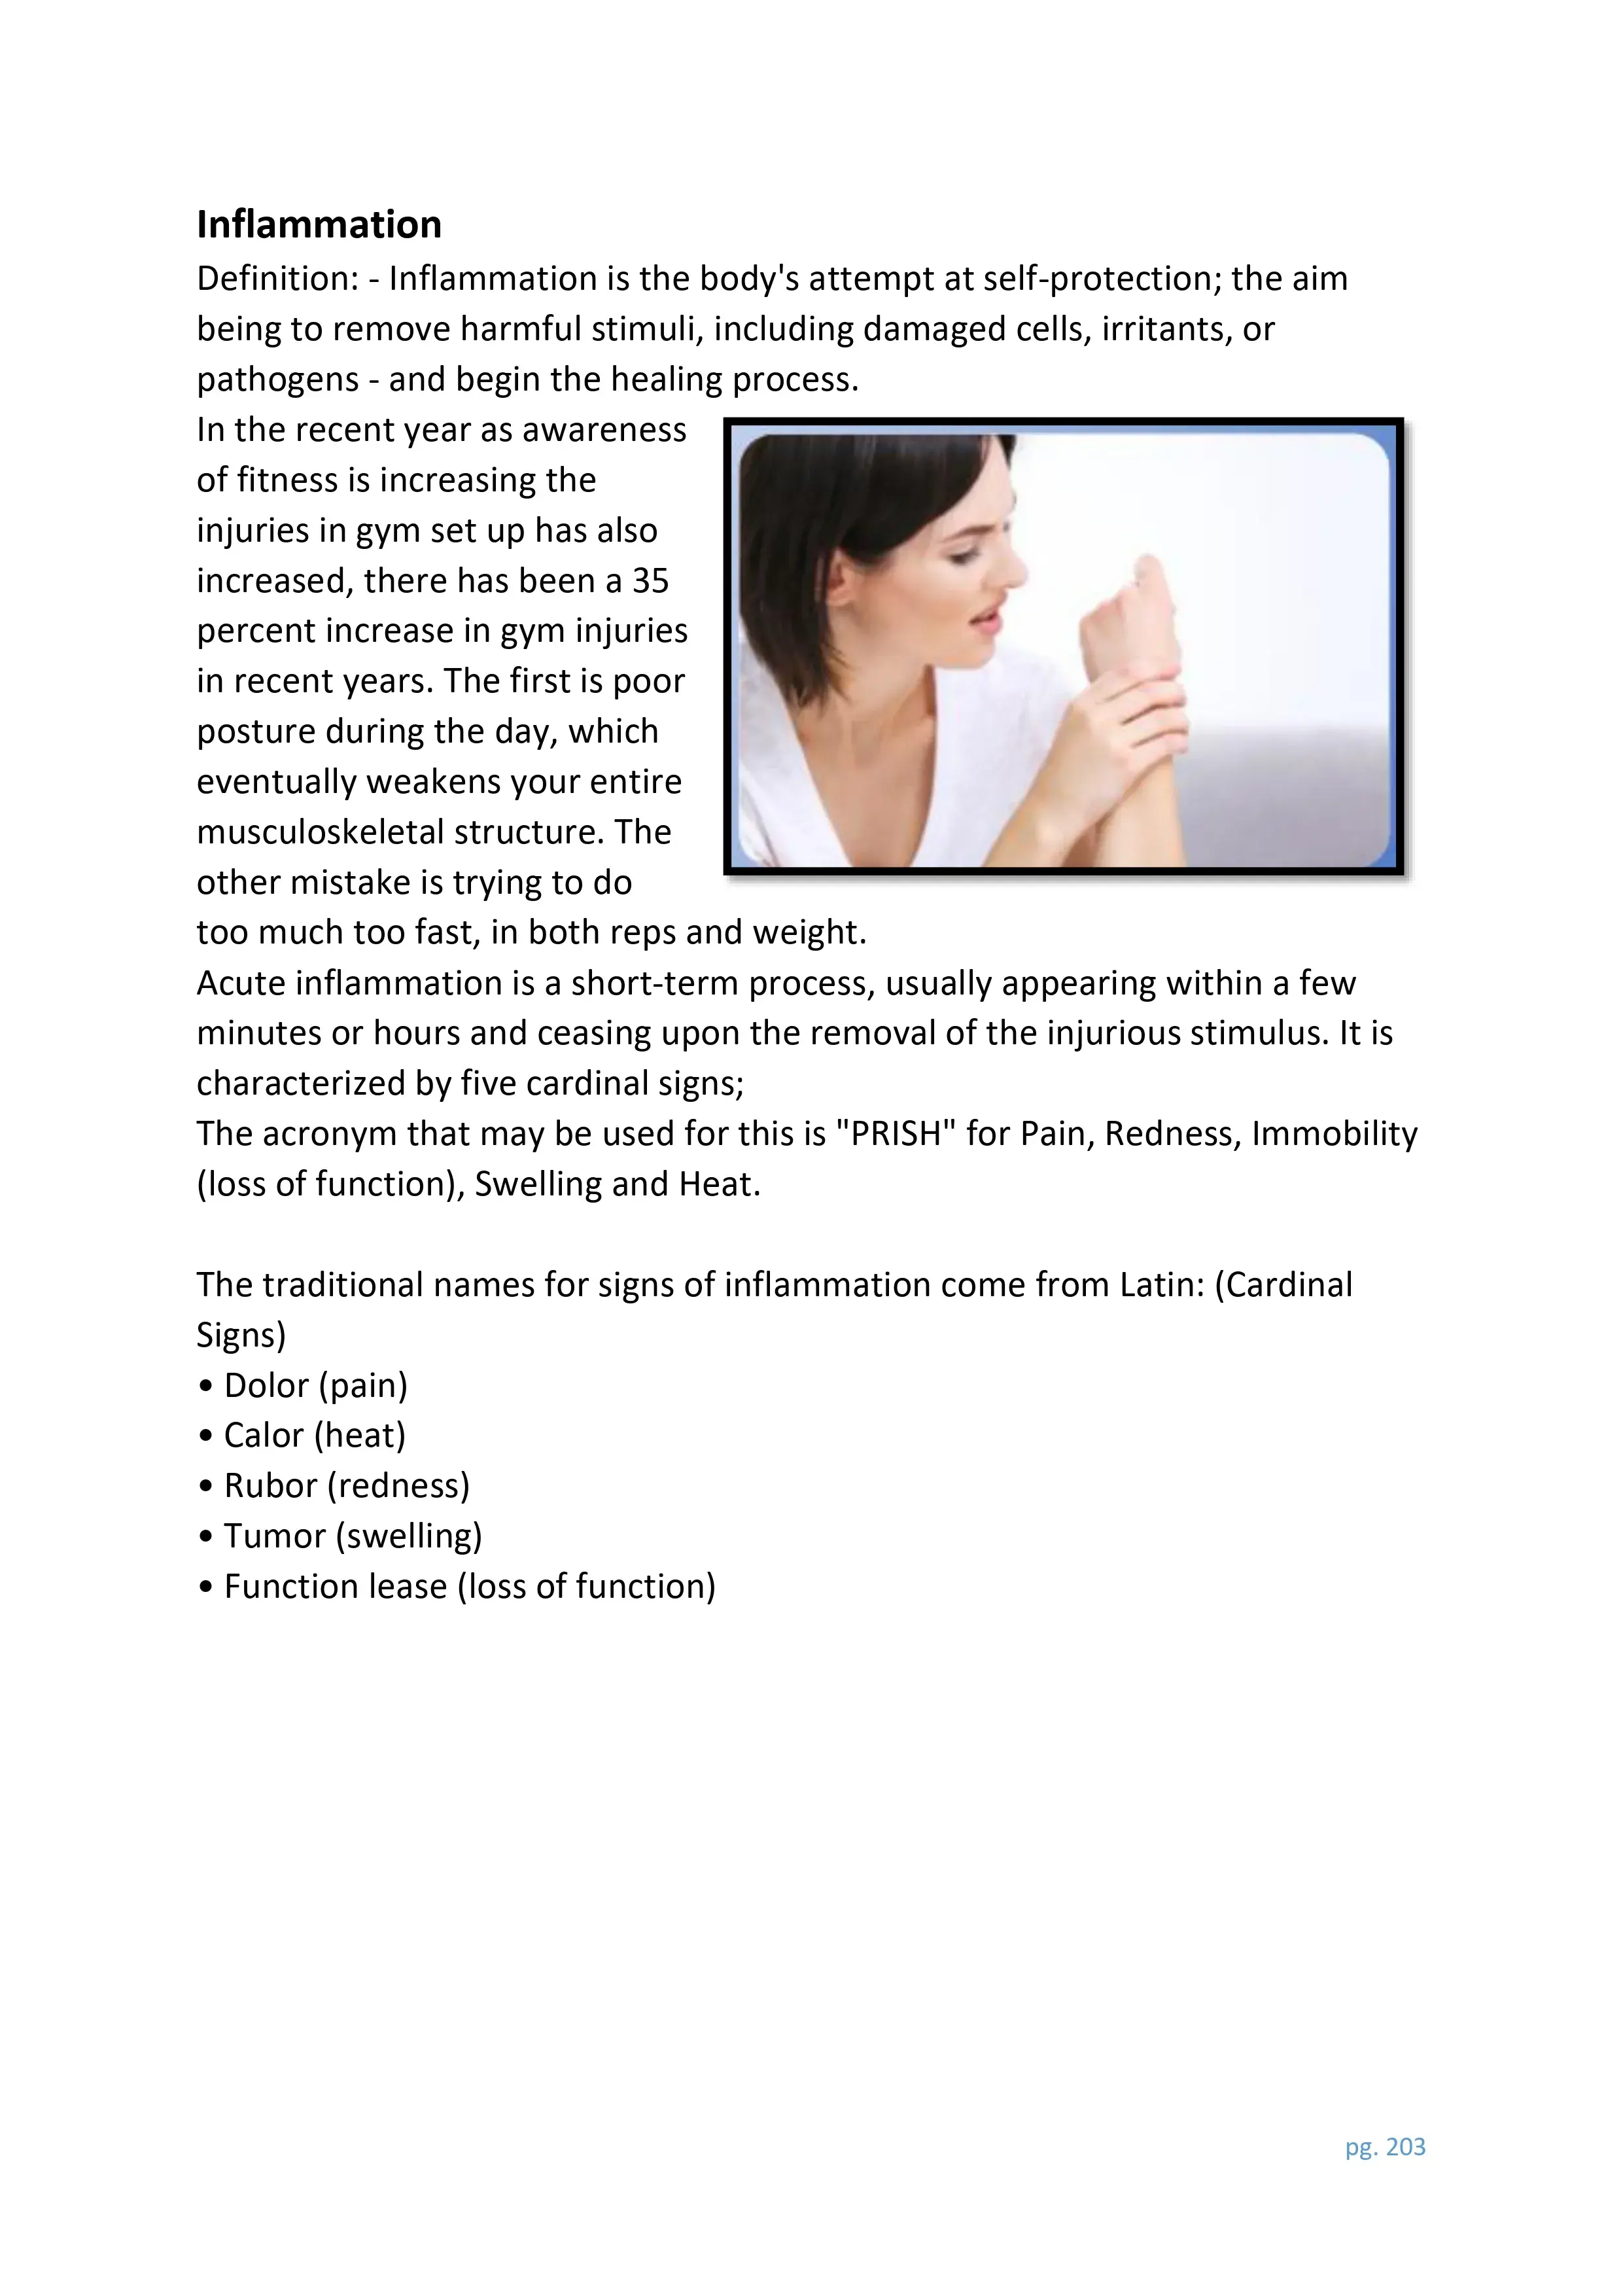 Inflammation
Definition: - Inflammation is the body's attempt at self-protection; the aim
being to remove harmful stimuli, including damaged cells, irritants, or
pathogens - and begin the healing process.
In the recent year as awareness
of fitness is increasing the
injuries in gym set up has also
increased, there has been a 35
percent increase in gym injuries
in recent years. The first is poor
posture during the day, which
eventually weakens your entire
musculoskeletal structure. The
other mistake is trying to do
too much too fast, in both reps and weight.
Acute inflammation is a short-term process, usually appearing within a few
minutes or hours and ceasing upon the removal of the injurious stimulus. It is
characterized by five cardinal signs;
The acronym that may be used for this is "PRISH" for Pain, Redness, Immobility
(loss of function), Swelling and Heat.
The traditional names for signs of inflammation come from Latin: (Cardinal
Signs)
• Dolor (pain)
• Calor (heat)
• Rubor (redness)
• Tumor (swelling)
• Function lease (loss of function)
pg. 203